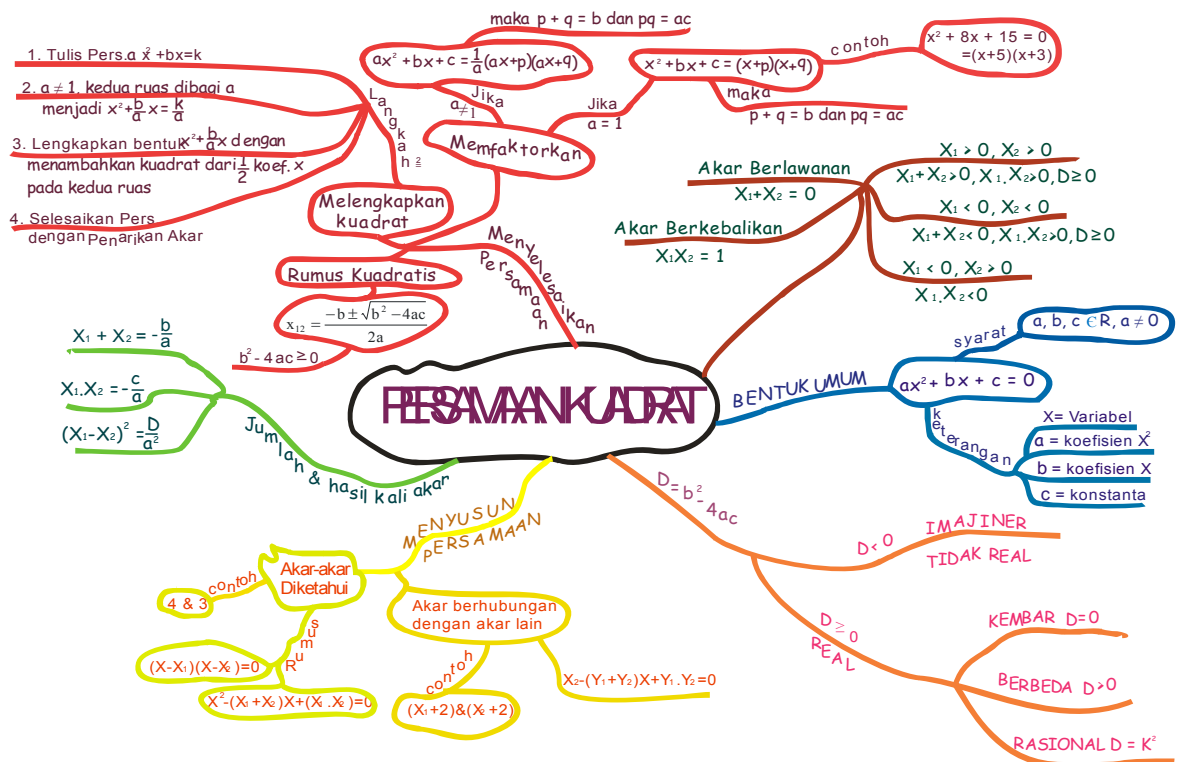 PERSAMAAN KUADRAT
Menyelesaikan
Persamaan
Melengkapkan
kuadrat
Langkah²
1. Tulis Pers.a x² +bx=k
2. a ≠ 1, kedua ruas dibagi a
menjadi x²+b/a x = k/a
3. Lengkapkan bentuk x²+b/a x dengan
menambahkan kuadrat dari 1/2 koef. x
pada kedua ruas
4. Selesaikan Pers
dengan Penarikan Akar
Memfaktorkan
Jika
a≠1
ax² + bx + c = 1/a (ax+p)(ax+q)
maka p + q = b dan pq = ac
Jika
a = 1
x² + bx + c = (x+p)(x+q)
maka
p + q = b dan pq = ac
contoh
x² + 8x + 15 = 0
=(x+5)(x+3)
Rumus Kuadratis
x₁₂ = (-b ± √(b² - 4ac))/2a
b² - 4ac ≥ 0
Akar Berlawanan
X₁+X₂ = 0
Akar Berkebalikan
X₁X₂ = 1
X₁ > 0, X₂ > 0
X₁+X₂>0, X₁.X₂>0, D≥0
X₁ < 0, X₂ < 0
X₁+X₂<0, X₁.X₂>0, D≥0
X₁ < 0, X₂ > 0
X₁.X₂<0
BENTUK UMUM
ax² + bx + c = 0
syarat
a, b, c ∈ R, a ≠ 0
keterangan
X= Variabel
a = koefisien X²
b = koefisien X
c = konstanta
D=b²-4ac
D<0
IMAJINER
TIDAK REAL
D≥0
REAL
KEMBAR D=0
BERBEDA D>0
RASIONAL D = K²
MENYUSUN
PERSAMAAN
Akar-akar
Diketahui
contoh
4 & 3
Rumus
(X-X₁)(X-X₂)=0
X²-(X₁+X₂)X+(X₁.X₂)=0
Akar berhubungan
dengan akar lain
contoh
(X₁+2)&(X₂+2)
X₂-(Y₁+Y₂)X+Y₁.Y₂=0
Jumlah & hasil kali akar
X₁ + X₂ = -b/a
X₁.X₂ = -c/a
(X₁-X₂)² = D/a²